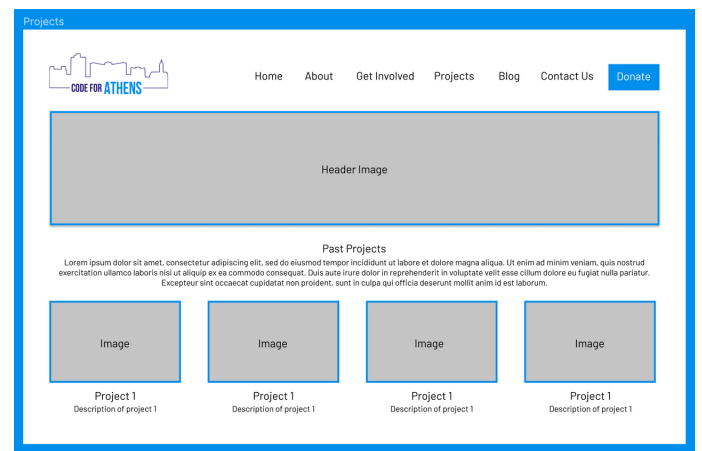 Projects
CODE FOR ATHENS
Home About Get Involved Projects Blog Contact Us Donate
Header Image
Past Projects
Lorem ipsum dolor sit amet, consectetur adipiscing elit, sed do eiusmod tempor incididunt ut labore et dolore magna aliqua. Ut enim ad minim veniam, quis nostrud
exercitation ullamco laboris nisi ut aliquip ex ea commodo consequat. Duis aute irure dolor in reprehenderit in voluptate velit esse cillum dolore eu fugiat nulla pariatur.
Excepteur sint occaecat cupidatat non proident, sunt in culpa qui officia deserunt mollit anim id est laborum.
Image Image Image Image
Project 1 Project 1 Project 1 Project 1
Description of project 1 Description of project 1 Description of project 1 Description of project 1